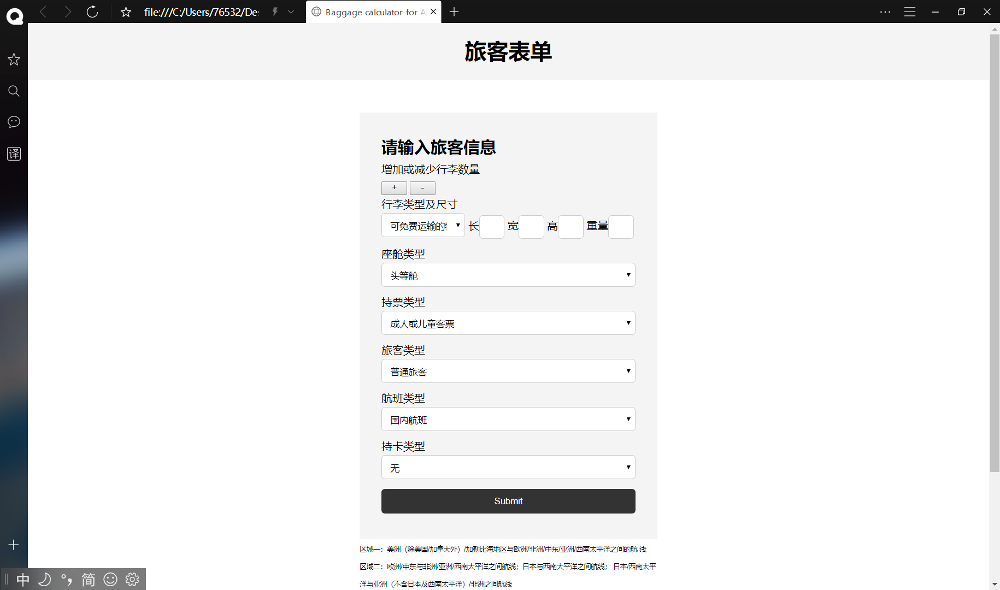 file:///C:/Users/76532/De
Baggage calculator for A
旅客表单
译
请输入旅客信息
增加或减少行李数量
+ -
行李类型及尺寸
可免费运输的 长 宽 高 重量
座舱类型
头等舱
持票类型
成人或儿童客票
旅客类型
普通旅客
航班类型
国内航班
持卡类型
无
Submit
区域一：美洲（除美国/加拿大外）/加勒比海地区与欧洲/非洲/中东/亚洲/西南太平洋之间的航 线
区域二：欧洲/中东与非洲/亚洲/西南太平洋之间航线；日本与西南太平洋之间航线； 日本/西南太平
洋与亚洲（不含日本及西南太平洋）/非洲之间航线
中 简